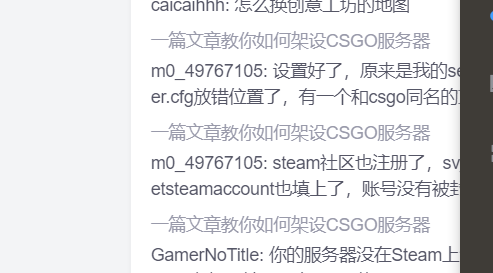 caicaihhh: 怎么换创意工坊的地图
一篇文章教你如何架设CSGO服务器
m0_49767105: 设置好了，原来是我的se
er.cfg放错位置了，有一个和csgo同名的
一篇文章教你如何架设CSGO服务器
m0_49767105: steam社区也注册了，sv
etsteamaccount也填上了，账号没有被封
一篇文章教你如何架设CSGO服务器
GamerNoTitle: 你的服务器没在Steam上